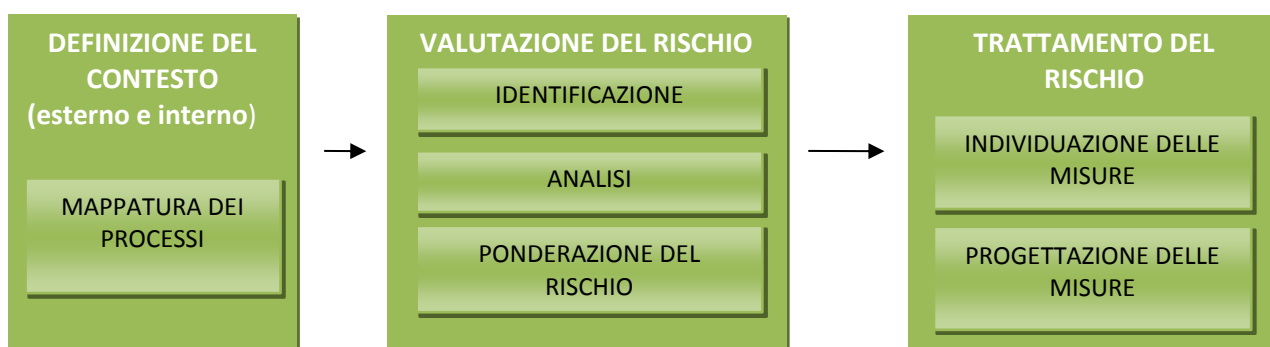 DEFINIZIONE DEL
CONTESTO
(esterno e interno)
MAPPATURA DEI
PROCESSI
VALUTAZIONE DEL RISCHIO
IDENTIFICAZIONE
ANALISI
PONDERAZIONE DEL
RISCHIO
TRATTAMENTO DEL
RISCHIO
INDIVIDUAZIONE DELLE
MISURE
PROGETTAZIONE DELLE
MISURE